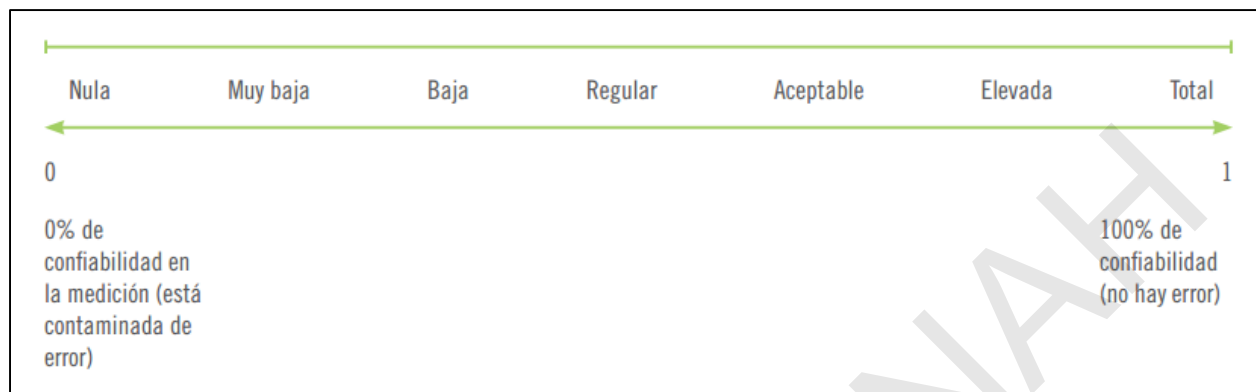 Nula Muy baja Baja Regular Aceptable Elevada Total
0 1
0% de
confiabilidad en
la medición (está
contaminada de
error)
100% de
confiabilidad
(no hay error)
NAH